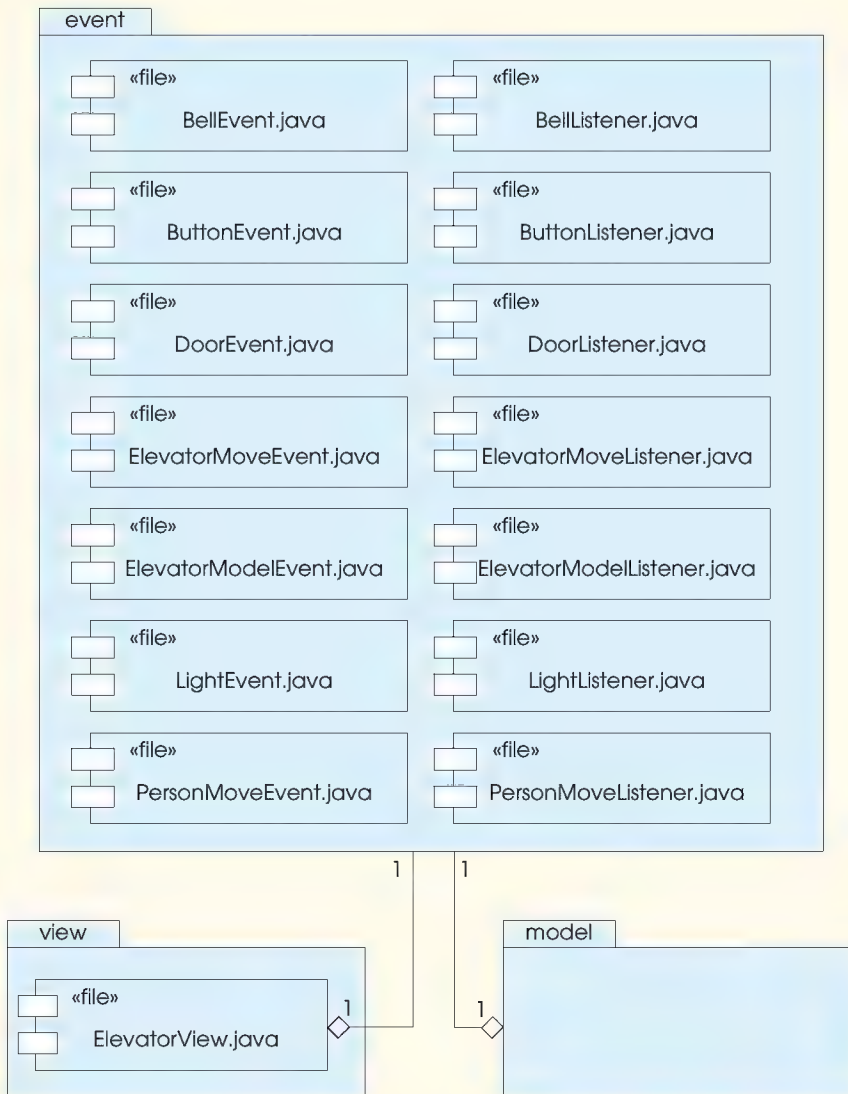 event
«file»
BellEvent.java
«file»
BellListener.java
«file»
ButtonEvent.java
«file»
ButtonListener.java
«file»
DoorEvent.java
«file»
DoorListener.java
«file»
ElevatorMoveEvent.java
«file»
ElevatorMoveListener.java
«file»
ElevatorModelEvent.java
«file»
ElevatorModelListener.java
«file»
LightEvent.java
«file»
LightListener.java
«file»
PersonMoveEvent.java
«file»
PersonMoveListener.java
1
1
view
model
«file»
ElevatorView.java
1
1